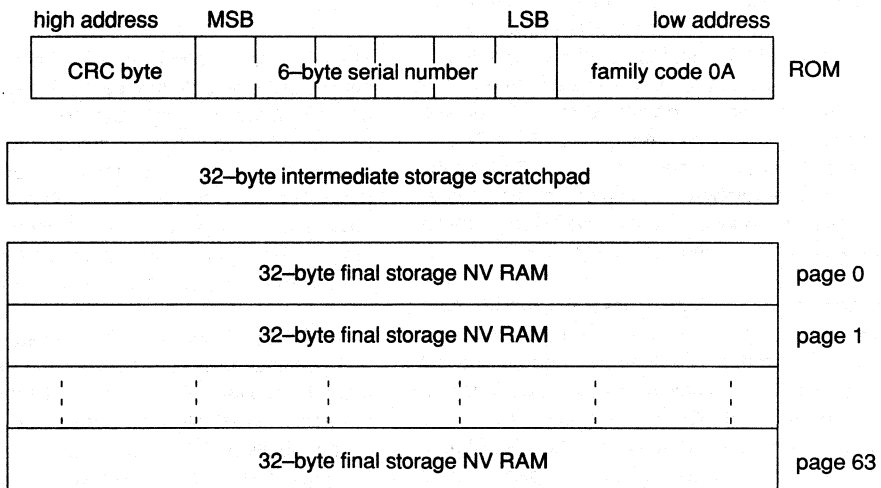 high address MSB LSB low address
CRC byte 6–byte serial number family code 0A ROM
32–byte intermediate storage scratchpad
32–byte final storage NV RAM page 0
32–byte final storage NV RAM page 1
32–byte final storage NV RAM page 63